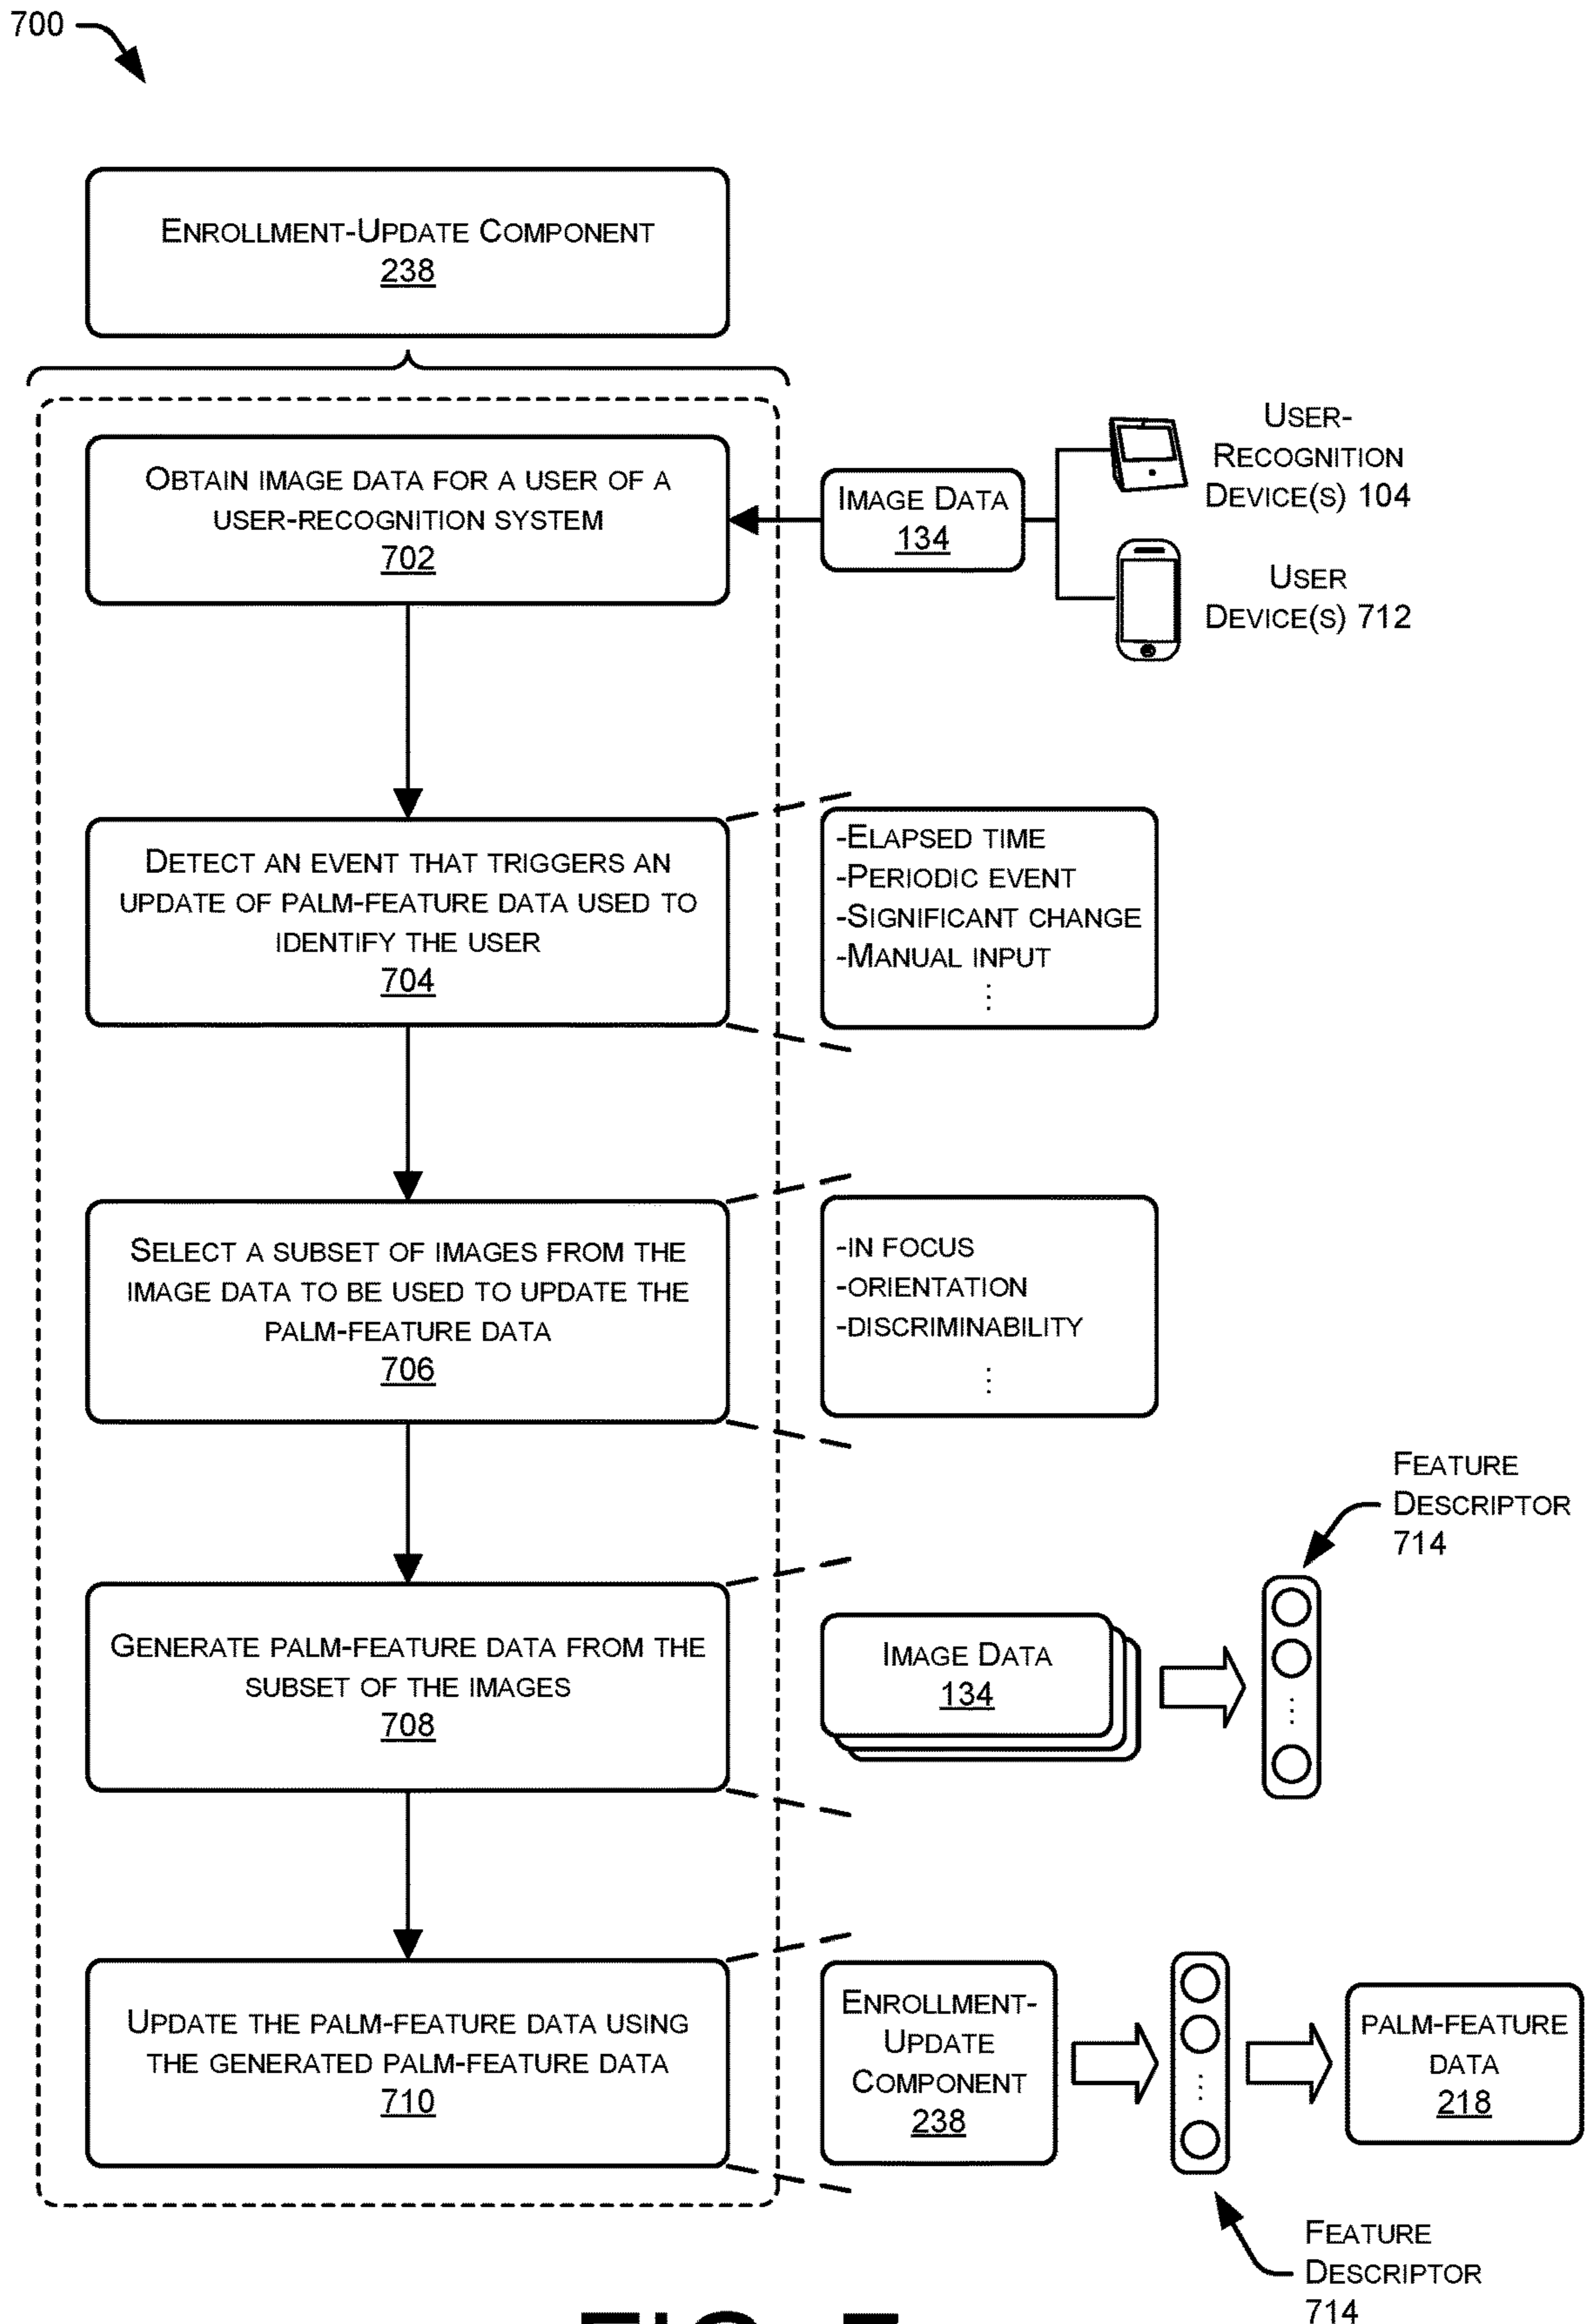 700
ENROLLMENT-UPDATE COMPONENT
238
OBTAIN IMAGE DATA FOR A USER OF A
USER-RECOGNITION SYSTEM
702
IMAGE DATA
134
USER-
RECOGNITION
DEVICE(S) 104
USER
DEVICE(S) 712
DETECT AN EVENT THAT TRIGGERS AN
UPDATE OF PALM-FEATURE DATA USED TO
IDENTIFY THE USER
704
-ELAPSED TIME
-PERIODIC EVENT
-SIGNIFICANT CHANGE
-MANUAL INPUT
⋮
SELECT A SUBSET OF IMAGES FROM THE
IMAGE DATA TO BE USED TO UPDATE THE
PALM-FEATURE DATA
706
-IN FOCUS
-ORIENTATION
-DISCRIMINABILITY
⋮
GENERATE PALM-FEATURE DATA FROM THE
SUBSET OF THE IMAGES
708
IMAGE DATA
134
FEATURE
DESCRIPTOR
714
UPDATE THE PALM-FEATURE DATA USING
THE GENERATED PALM-FEATURE DATA
710
ENROLLMENT-
UPDATE
COMPONENT
238
PALM-FEATURE
DATA
218
FEATURE
DESCRIPTOR
714